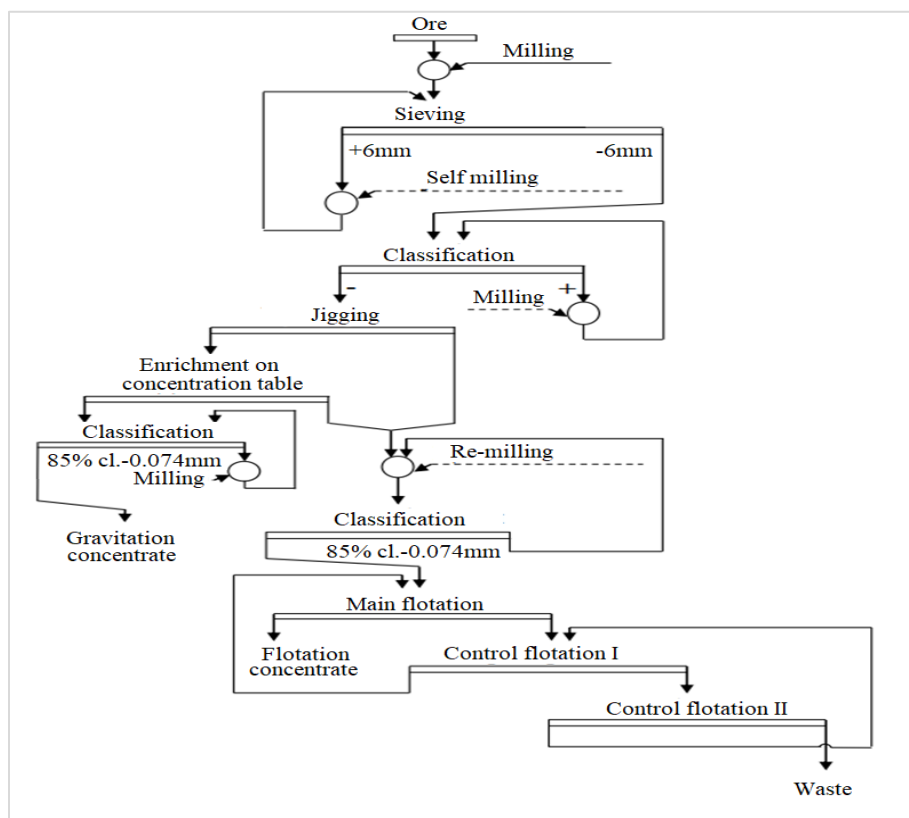 Ore
Milling
Sieving
+6mm
-6mm
Self milling
Classification
-
+
Milling
Jigging
Enrichment on
concentration table
Classification
85% cl.-0.074mm
Milling
Re-milling
Gravitation
concentrate
Classification
85% cl.-0.074mm
Main flotation
Flotation
concentrate
Control flotation I
Control flotation II
Waste